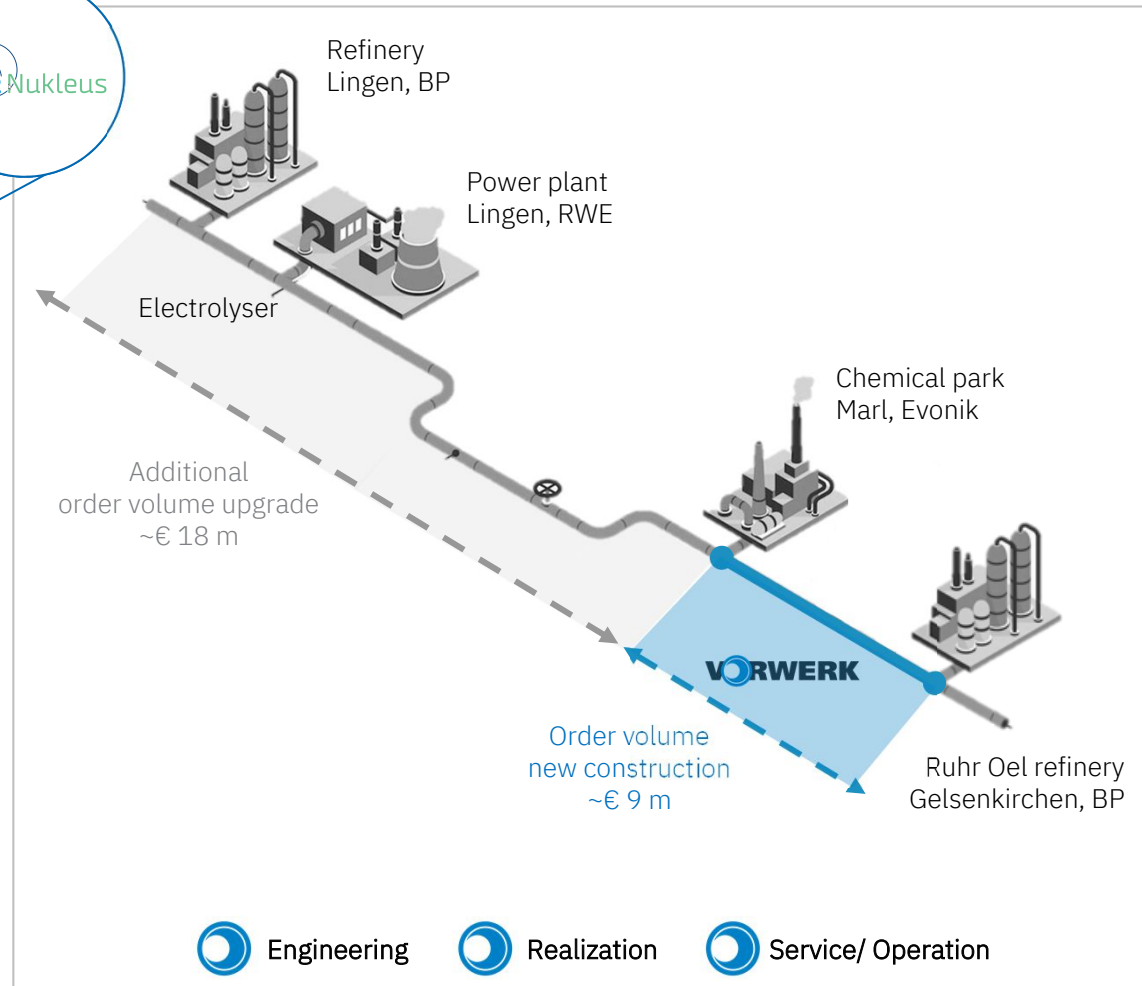 Nukleus
Refinery
Lingen, BP
Power plant
Lingen, RWE
Electrolyser
Chemical park
Marl, Evonik
Additional
order volume upgrade
~€ 18 m
VORWERK
Order volume
new construction
~€ 9 m
Ruhr Oel refinery
Gelsenkirchen, BP
Engineering
Realization
Service/ Operation